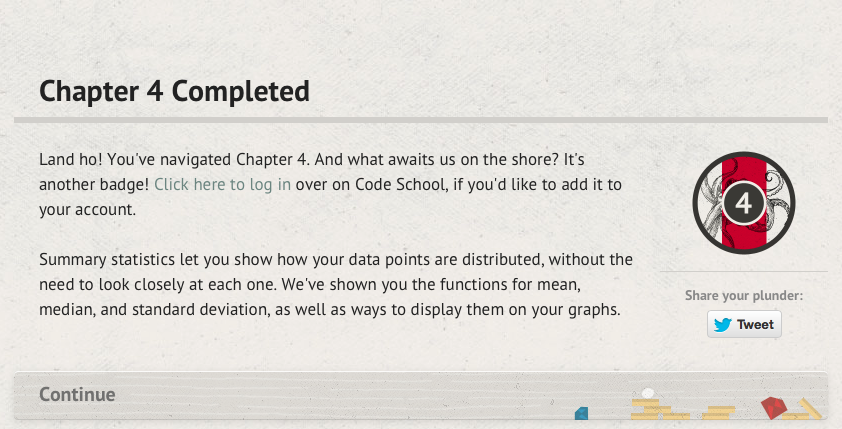 Chapter 4 Completed
Land ho! You've navigated Chapter 4. And what awaits us on the shore? It's
another badge! Click here to log in over on Code School, if you'd like to add it to
your account.
4
Summary statistics let you show how your data points are distributed, without the
need to look closely at each one. We've shown you the functions for mean,
median, and standard deviation, as well as ways to display them on your graphs.
Share your plunder:
Tweet
Continue